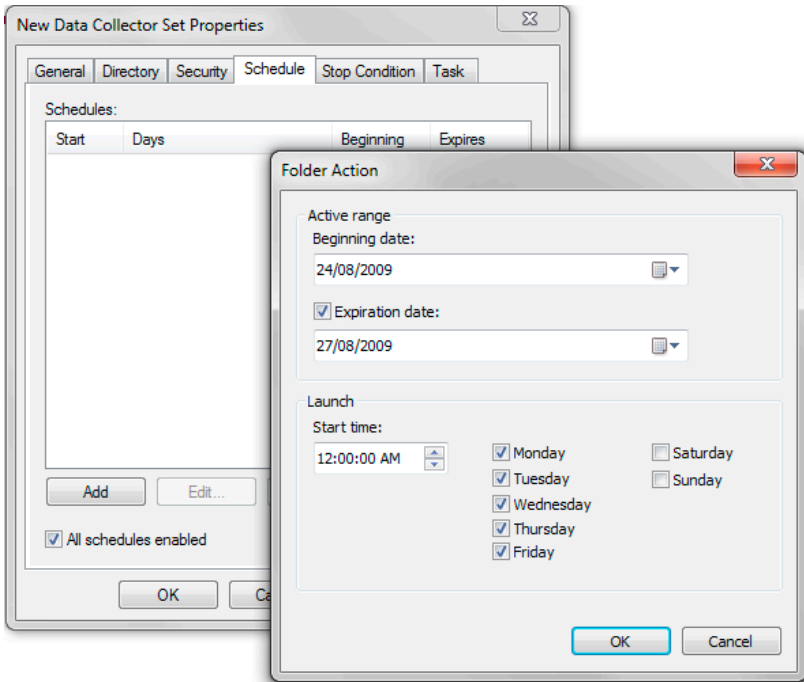 New Data Collector Set Properties
General Directory Security Schedule Stop Condition Task
Schedules:
Start Days Beginning Expires
Add Edit...
All schedules enabled
OK
Folder Action
Active range
Beginning date:
24/08/2009
Expiration date:
27/08/2009
Launch
Start time:
12:00:00 AM
Monday
Tuesday
Wednesday
Thursday
Friday
Saturday
Sunday
OK Cancel